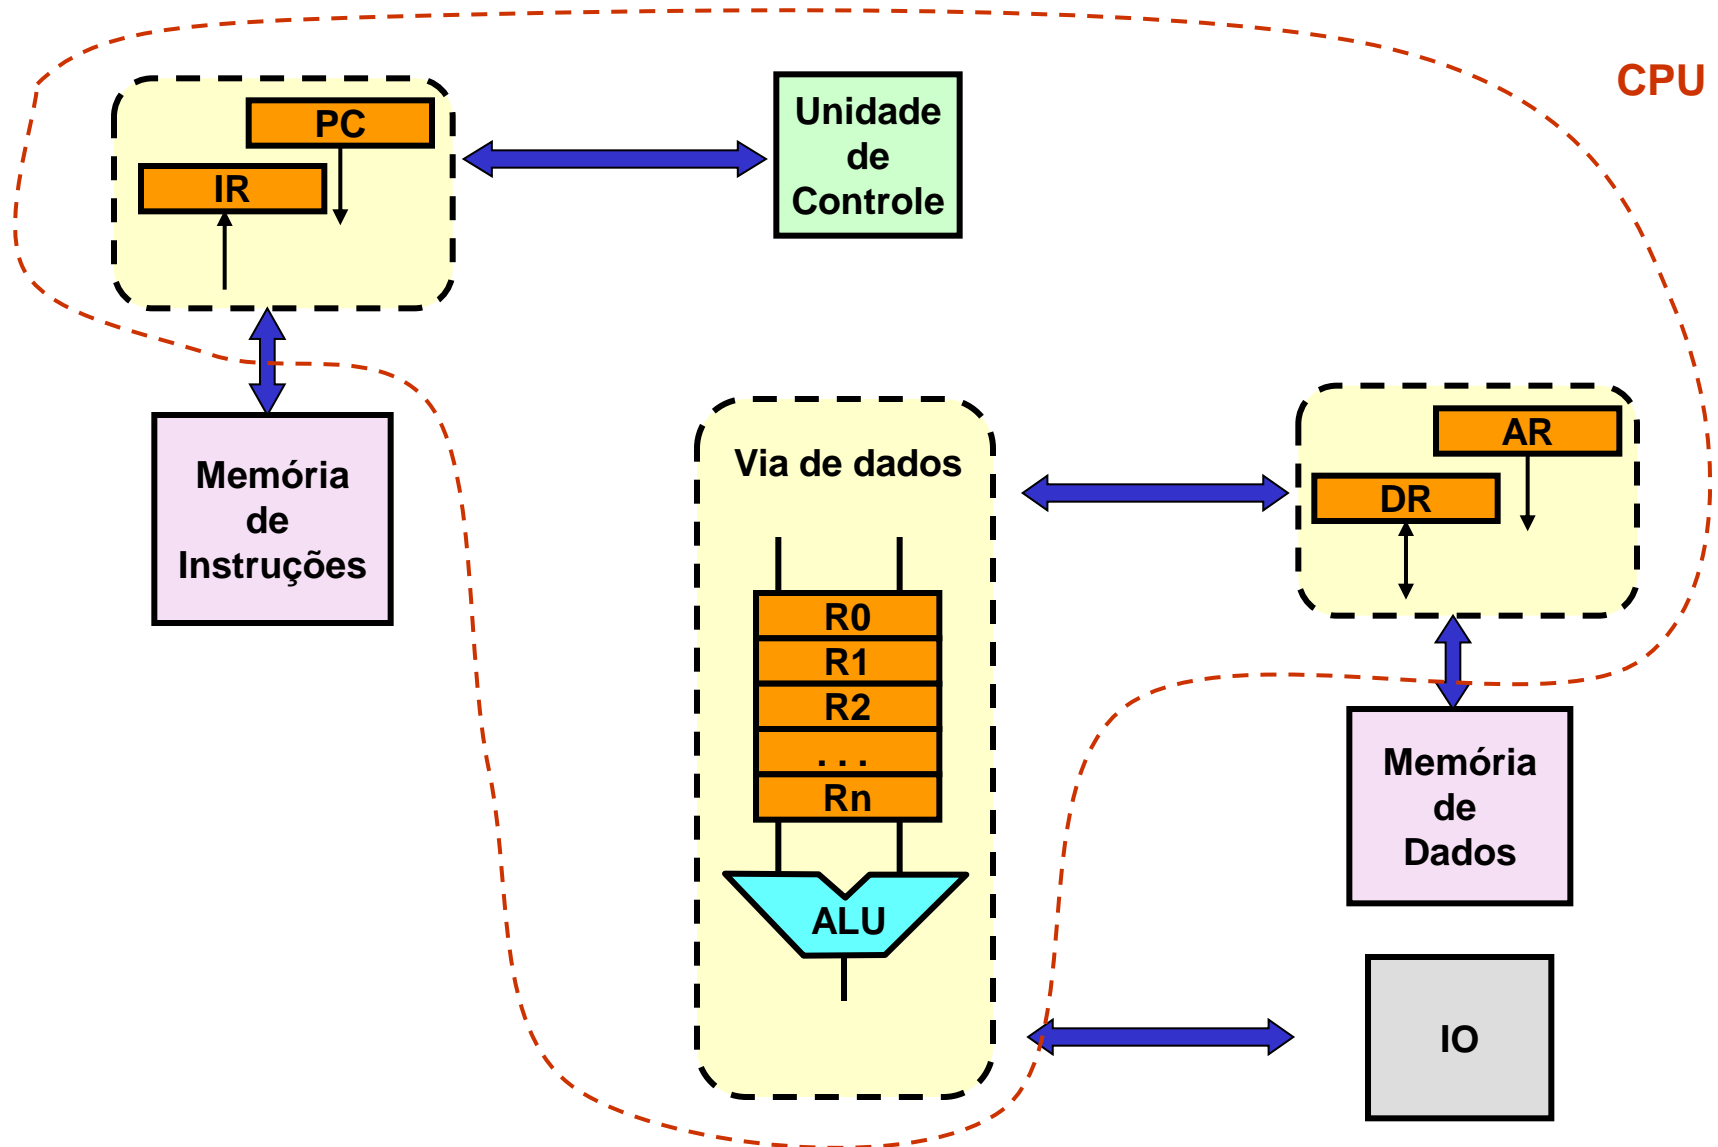 CPU
PC
IR
Unidade
de
Controle
Memória
de
Instruções
Via de dados
R0
R1
R2
. . .
Rn
ALU
AR
DR
Memória
de
Dados
IO